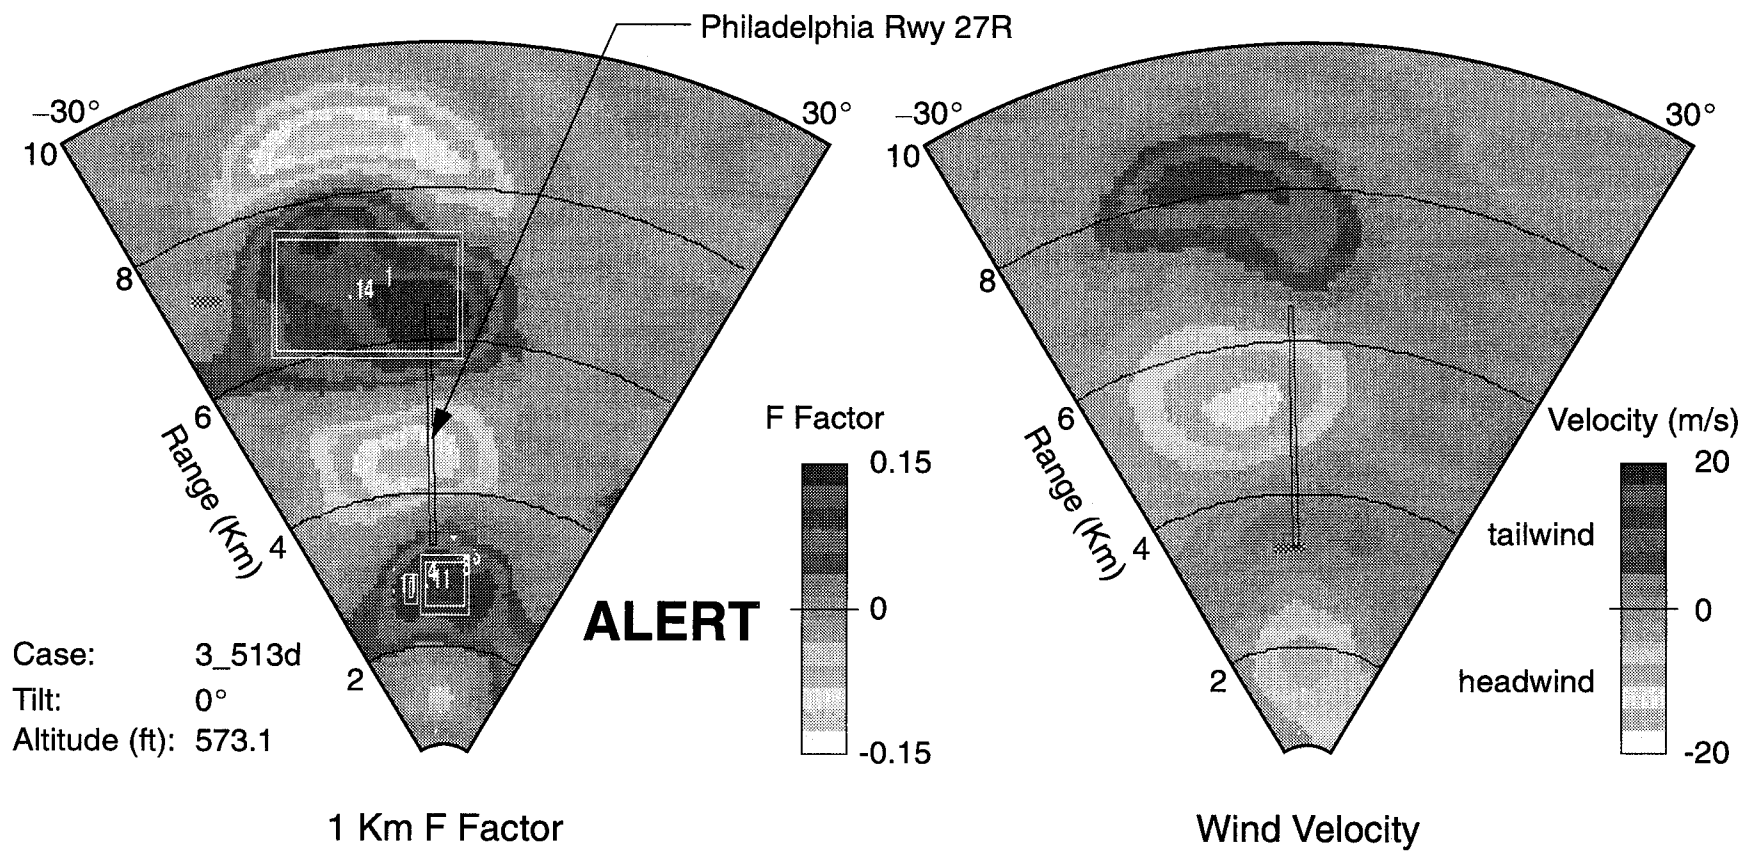 Philadelphia Rwy 27R
−30°
30°
10
8
6
4
2
Range (Km)
.14
1
F Factor
0.15
0
-0.15
ALERT
Case: 3_513d
Tilt: 0°
Altitude (ft): 573.1
1 Km F Factor
−30°
30°
10
8
6
4
2
Range (Km)
Velocity (m/s)
20
tailwind
0
headwind
-20
Wind Velocity